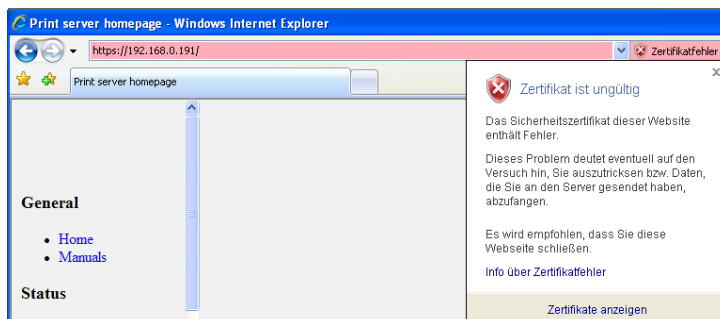 Print server homepage - Windows Internet Explorer
https://192.168.0.191/
Zertifikatfehler
Print server homepage
x
Zertifikat ist ungültig
Das Sicherheitszertifikat dieser Website
enthält Fehler.
Dieses Problem deutet eventuell auf den
Versuch hin, Sie auszutricksen bzw. Daten,
die Sie an den Server gesendet haben,
abzufangen.
Es wird empfohlen, dass Sie diese
Webseite schließen.
Info über Zertifikatfehler
Zertifikate anzeigen
General
Home
Manuals
Status